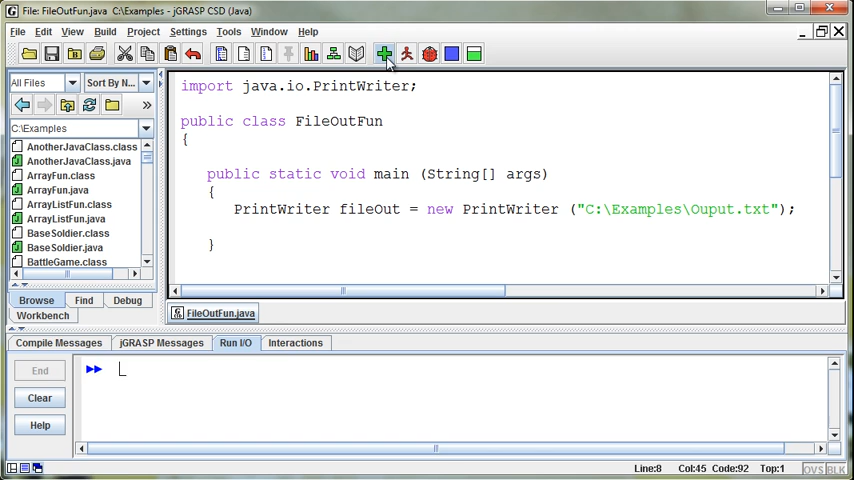 File: FileOutFun.java C:\Examples - jGRASP CSD (Java)
File Edit View Build Project Settings Tools Window Help
All Files Sort By N...
C:\Examples
AnotherJavaClass.class
AnotherJavaClass.java
ArrayFun.class
ArrayFun.java
ArrayListFun.class
ArrayListFun.java
BaseSoldier.class
BaseSoldier.java
BattleGame.class
Browse Find Debug
Workbench
import java.io.PrintWriter;
public class FileOutFun
{
public static void main (String[] args)
{
PrintWriter fileOut = new PrintWriter ("C:\Examples\Ouput.txt");
}
FileOutFun.java
Compile Messages jGRASP Messages Run I/O Interactions
End
Clear
Help
Line:8 Col:45 Code:92 Top:1 OVS BLK